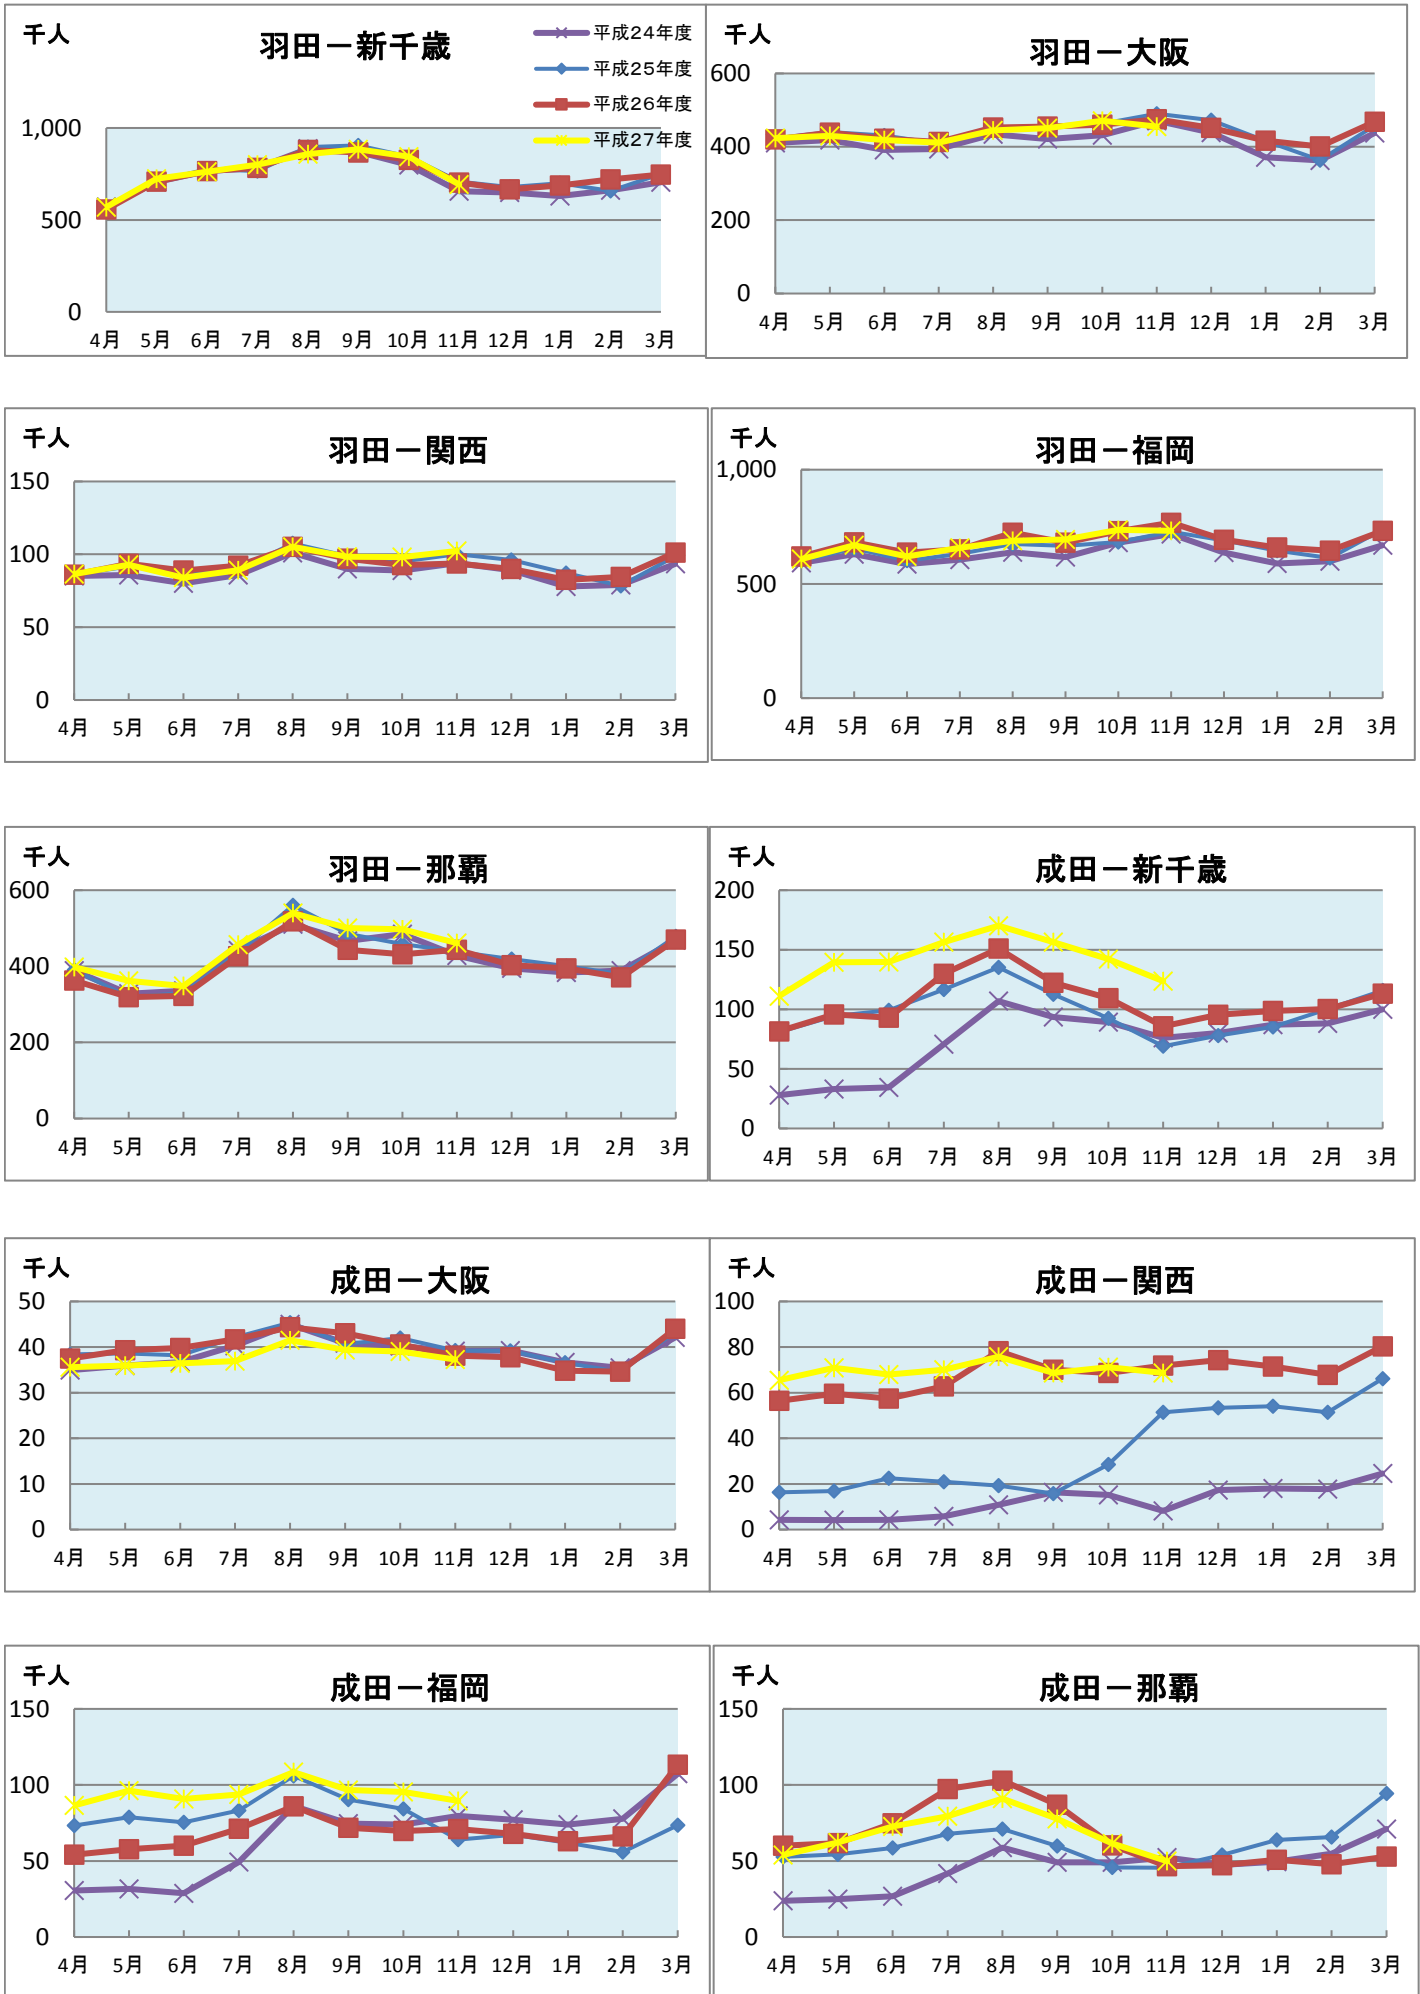 千人
羽田－新千歳
平成24年度
平成25年度
平成26年度
平成27年度
1,000
500
0
4月 5月 6月 7月 8月 9月 10月 11月 12月 1月 2月 3月
千人
羽田－大阪
600
400
200
0
4月 5月 6月 7月 8月 9月 10月 11月 12月 1月 2月 3月
千人
羽田－関西
150
100
50
0
4月 5月 6月 7月 8月 9月 10月 11月 12月 1月 2月 3月
千人
羽田－福岡
1,000
500
0
4月 5月 6月 7月 8月 9月 10月 11月 12月 1月 2月 3月
千人
羽田－那覇
600
400
200
0
4月 5月 6月 7月 8月 9月 10月 11月 12月 1月 2月 3月
千人
成田－新千歳
200
150
100
50
0
4月 5月 6月 7月 8月 9月 10月 11月 12月 1月 2月 3月
千人
成田－大阪
50
40
30
20
10
0
4月 5月 6月 7月 8月 9月 10月 11月 12月 1月 2月 3月
千人
成田－関西
100
80
60
40
20
0
4月 5月 6月 7月 8月 9月 10月 11月 12月 1月 2月 3月
千人
成田－福岡
150
100
50
0
4月 5月 6月 7月 8月 9月 10月 11月 12月 1月 2月 3月
千人
成田－那覇
150
100
50
0
4月 5月 6月 7月 8月 9月 10月 11月 12月 1月 2月 3月